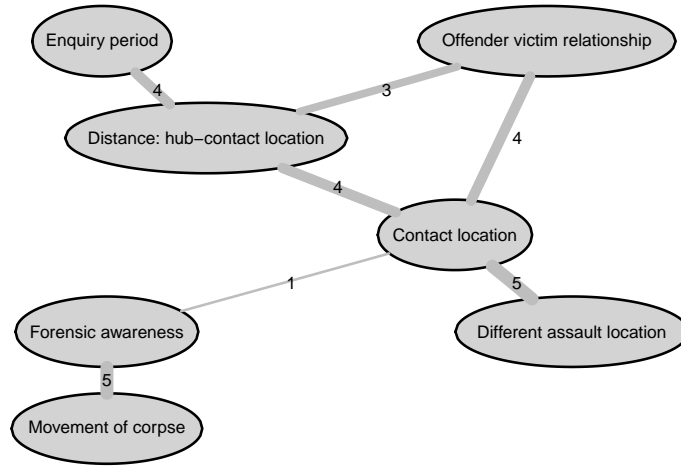 Enquiry period
Offender victim relationship
4
3
Distance: hub−contact location
4
4
Contact location
1
5
Forensic awareness
Different assault location
5
Movement of corpse